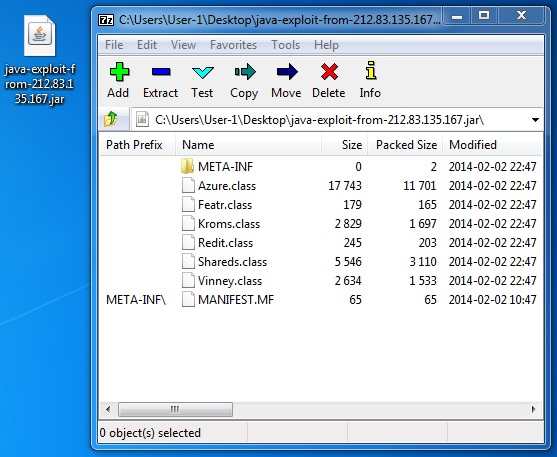 java-exploit-f
rom-212.83.1
35.167.jar
7z C:\Users\User-1\Desktop\java-exploit-from-212.83.135.167...
File Edit View Favorites Tools Help
Add Extract Test Copy Move Delete Info
C:\Users\User-1\Desktop\java-exploit-from-212.83.135.167.jar\
Path Prefix Name Size Packed Size Modified
META-INF 0 2 2014-02-02 22:47
Azure.class 17 743 11 701 2014-02-02 22:47
Featr.class 179 165 2014-02-02 22:47
Kroms.class 2 829 1 697 2014-02-02 22:47
Redit.class 245 203 2014-02-02 22:47
Shareds.class 5 546 3 110 2014-02-02 22:47
Vinney.class 2 634 1 533 2014-02-02 22:47
META-INF\ MANIFEST.MF 65 65 2014-02-02 10:47
0 object(s) selected